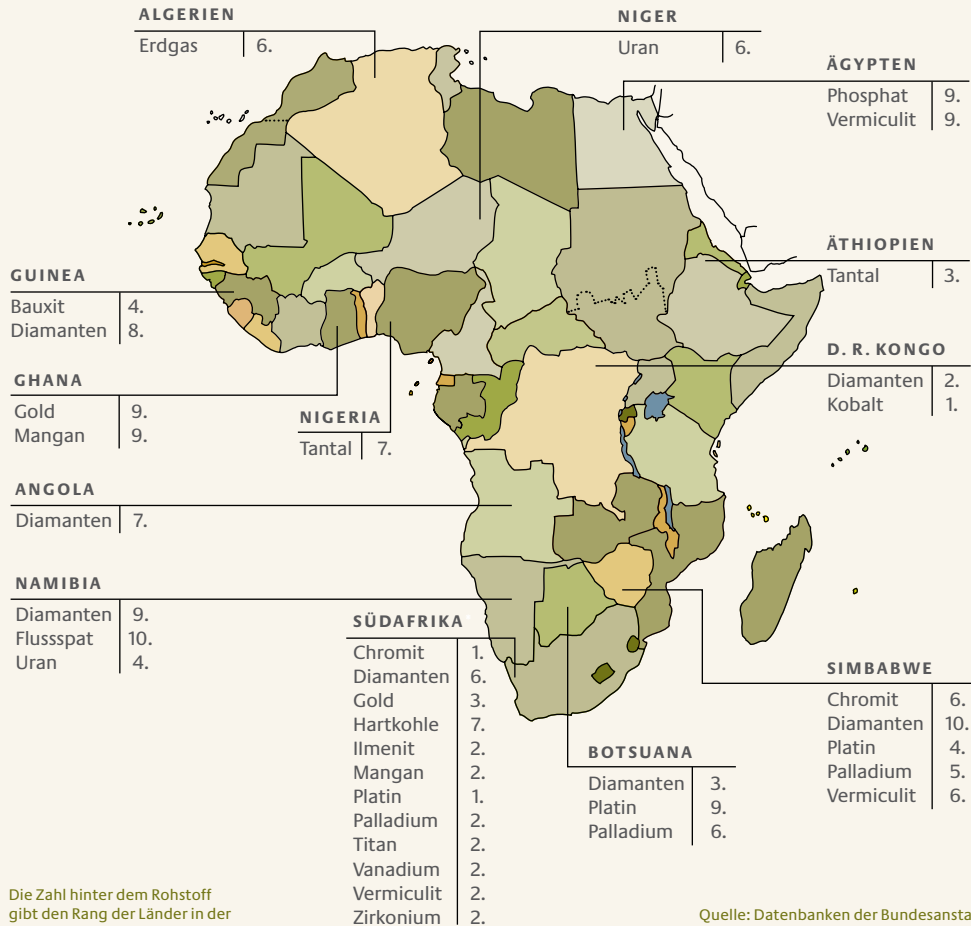 ALGERIEN
Erdgas 6.
NIGER
Uran 6.
ÄGYPTEN
Phosphat 9.
Vermiculit 9.
ÄTHIOPIEN
Tantal 3.
GUINEA
Bauxit 4.
Diamanten 8.
D. R. KONGO
Diamanten 2.
Kobalt 1.
GHANA
Gold 9.
Mangan 9.
NIGERIA
Tantal 7.
ANGOLA
Diamanten 7.
NAMIBIA
Diamanten 9.
Flussspat 10.
Uran 4.
SÜDAFRIKA
Chromit 1.
Diamanten 6.
Gold 3.
Hartkohle 7.
Ilmenit 2.
Mangan 2.
Platin 1.
Palladium 2.
Titan 2.
Vanadium 2.
Vermiculit 2.
Zirkonium 2.
BOTSUANA
Diamanten 3.
Platin 9.
Palladium 6.
SIMBABWE
Chromit 6.
Diamanten 10.
Platin 4.
Palladium 5.
Vermiculit 6.
Die Zahl hinter dem Rohstoff
gibt den Rang der Länder in der
Quelle: Datenbanken der Bundesansta